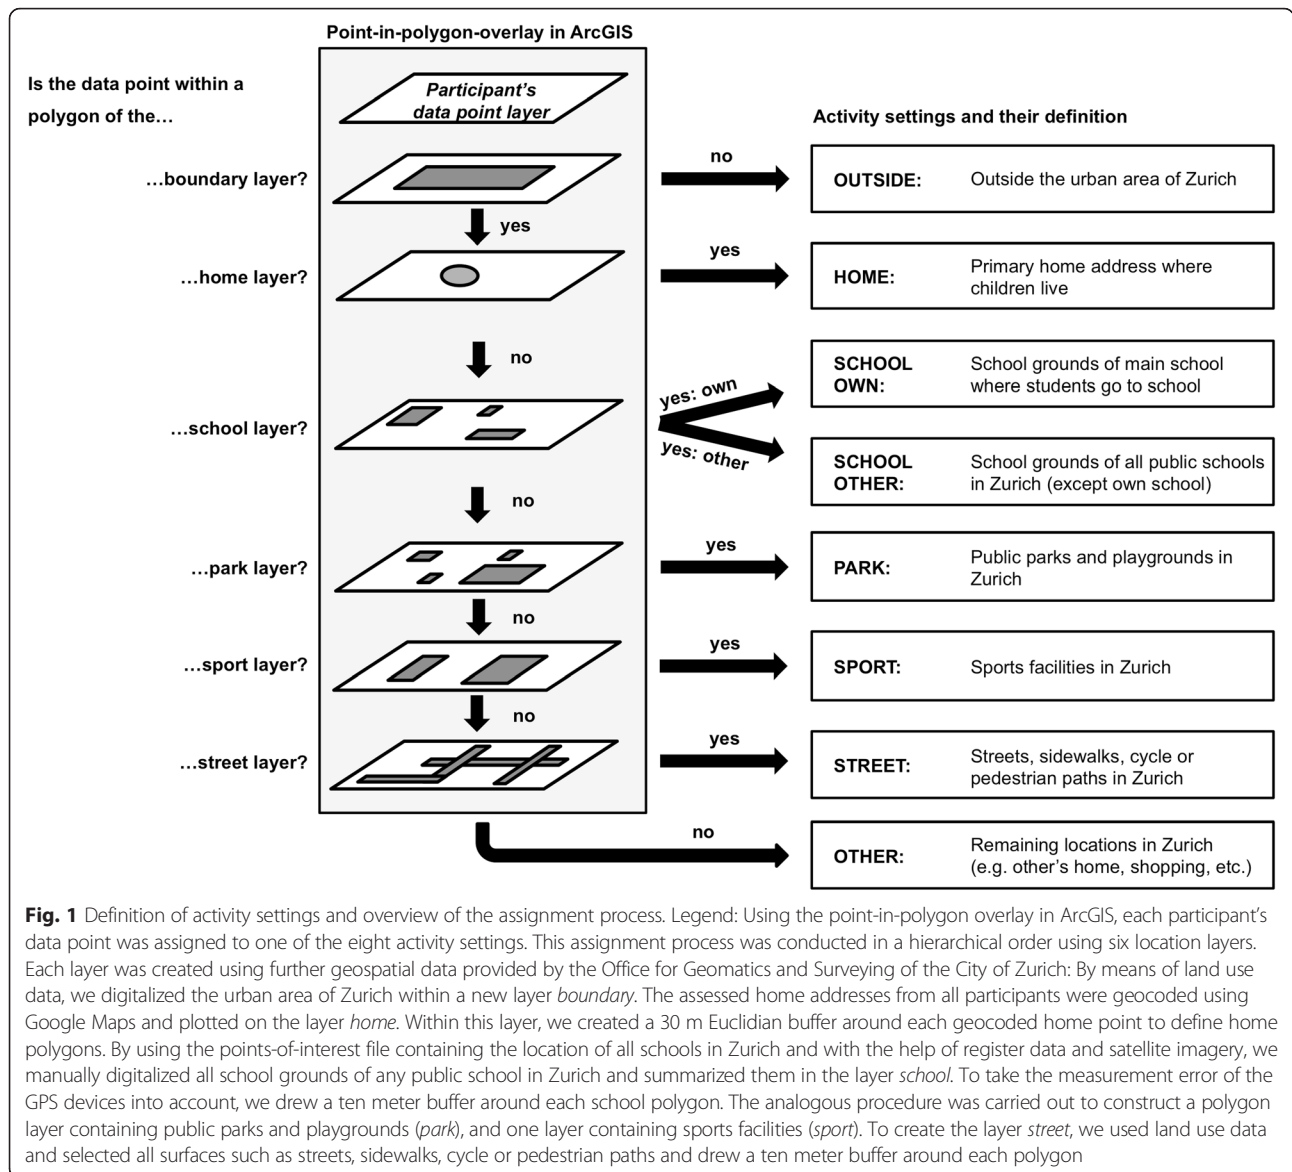 Point-in-polygon-overlay in ArcGIS
Is the data point within a
polygon of the...
Participant's
data point layer
Activity settings and their definition
...boundary layer?
no
OUTSIDE: Outside the urban area of Zurich
yes
...home layer?
yes
HOME: Primary home address where
children live
no
...school layer?
yes: own
SCHOOL School grounds of main school
OWN: where students go to school
yes: other
SCHOOL School grounds of all public schools
OTHER: in Zurich (except own school)
no
...park layer?
yes
PARK: Public parks and playgrounds in
Zurich
no
...sport layer?
yes
SPORT: Sports facilities in Zurich
no
...street layer?
yes
STREET: Streets, sidewalks, cycle or
pedestrian paths in Zurich
no
OTHER: Remaining locations in Zurich
(e.g. other's home, shopping, etc.)
Fig. 1 Definition of activity settings and overview of the assignment process. Legend: Using the point-in-polygon overlay in ArcGIS, each participant's
data point was assigned to one of the eight activity settings. This assignment process was conducted in a hierarchical order using six location layers.
Each layer was created using further geospatial data provided by the Office for Geomatics and Surveying of the City of Zurich: By means of land use
data, we digitalized the urban area of Zurich within a new layer boundary. The assessed home addresses from all participants were geocoded using
Google Maps and plotted on the layer home. Within this layer, we created a 30 m Euclidian buffer around each geocoded home point to define home
polygons. By using the points-of-interest file containing the location of all schools in Zurich and with the help of register data and satellite imagery, we
manually digitalized all school grounds of any public school in Zurich and summarized them in the layer school. To take the measurement error of the
GPS devices into account, we drew a ten meter buffer around each school polygon. The analogous procedure was carried out to construct a polygon
layer containing public parks and playgrounds (park), and one layer containing sports facilities (sport). To create the layer street, we used land use data
and selected all surfaces such as streets, sidewalks, cycle or pedestrian paths and drew a ten meter buffer around each polygon